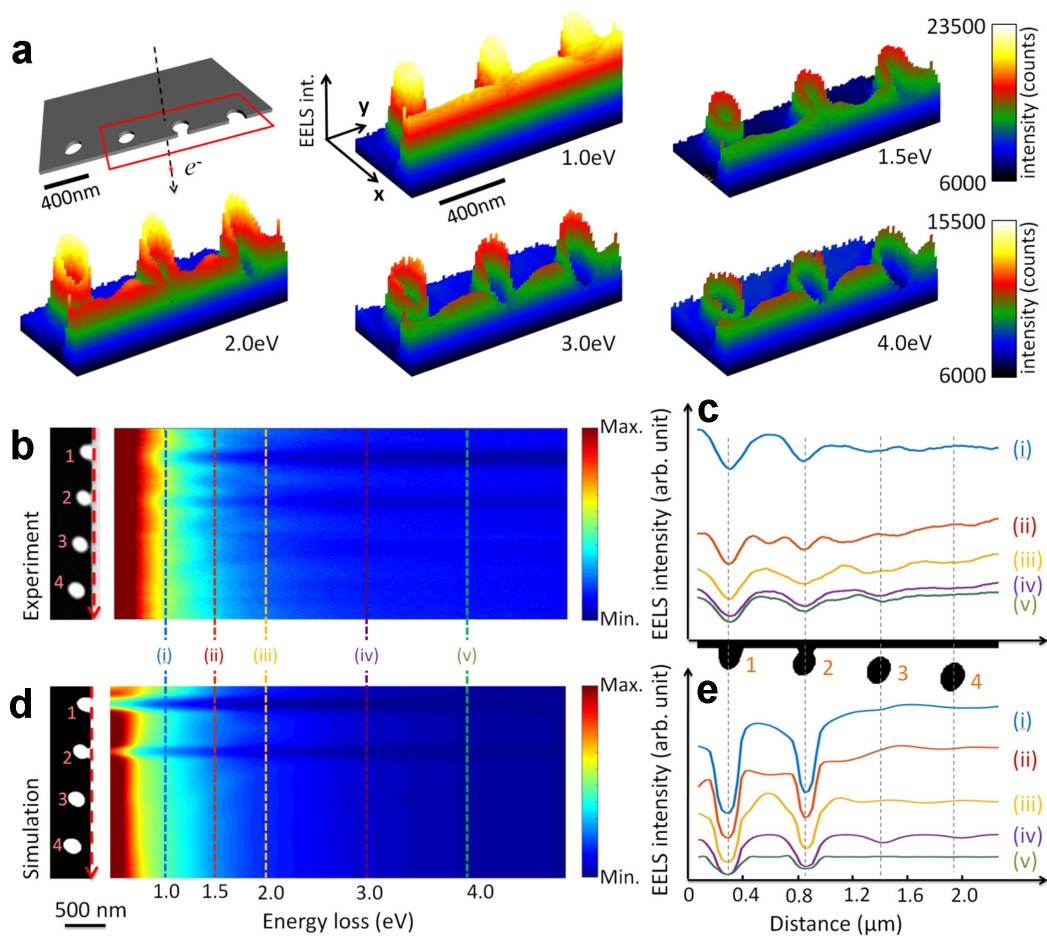 a
e-
400nm
EELS int.
y
x
400nm
1.0eV
1.5eV
23500
6000
intensity (counts)
2.0eV
3.0eV
4.0eV
15500
6000
intensity (counts)
b
Experiment
1
2
3
4
Max.
Min.
(i)
(ii)
(iii)
(iv)
(v)
c
EELS intensity (arb. unit)
(i)
(ii)
(iii)
(iv)
(v)
1
2
3
4
d
Simulation
1
2
3
4
500 nm
Max.
Min.
1.0
1.5
2.0
3.0
4.0
Energy loss (eV)
e
EELS intensity (arb. unit)
(i)
(ii)
(iii)
(iv)
(v)
0
0.4
0.8
1.2
1.6
2.0
Distance (μm)